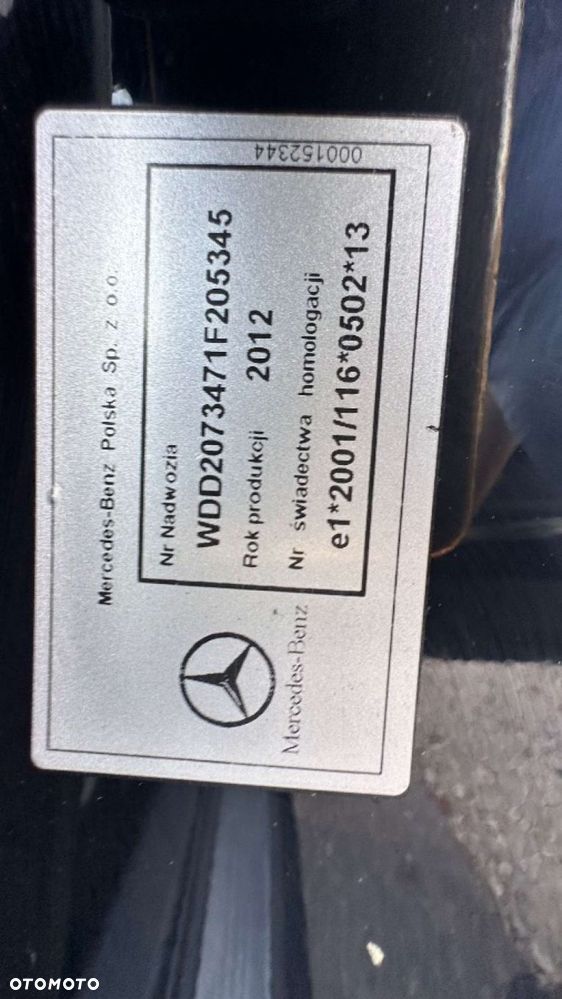 Mercedes-Benz Polska Sp. z o.o.
Nr Nadwozia
WDD2073471F205345
Rok produkcji 2012
Nr świadectwa homologacji
e1*2001/116*0502*13
000152344
Mercedes-Benz
OTOMOTO